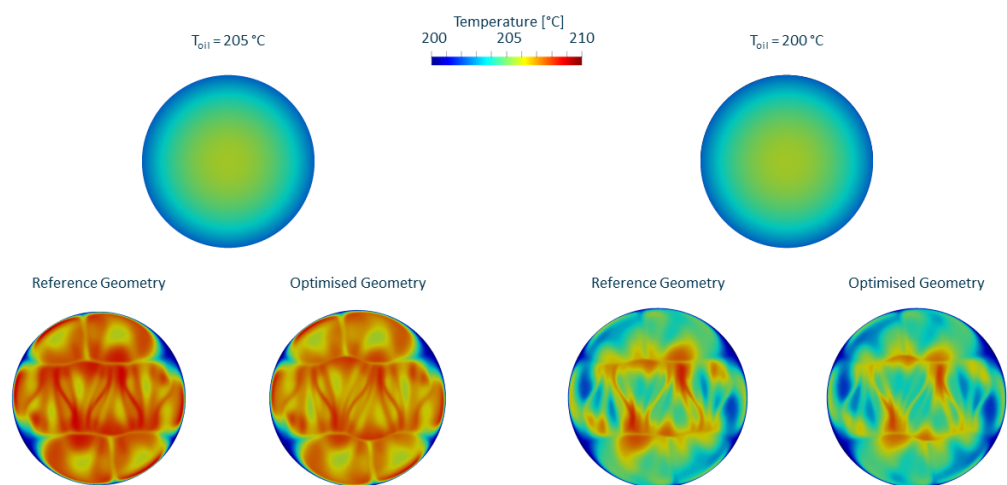 Temperature [°C]
200 205 210
T_oil = 205 °C
T_oil = 200 °C
Reference Geometry
Optimised Geometry
Reference Geometry
Optimised Geometry